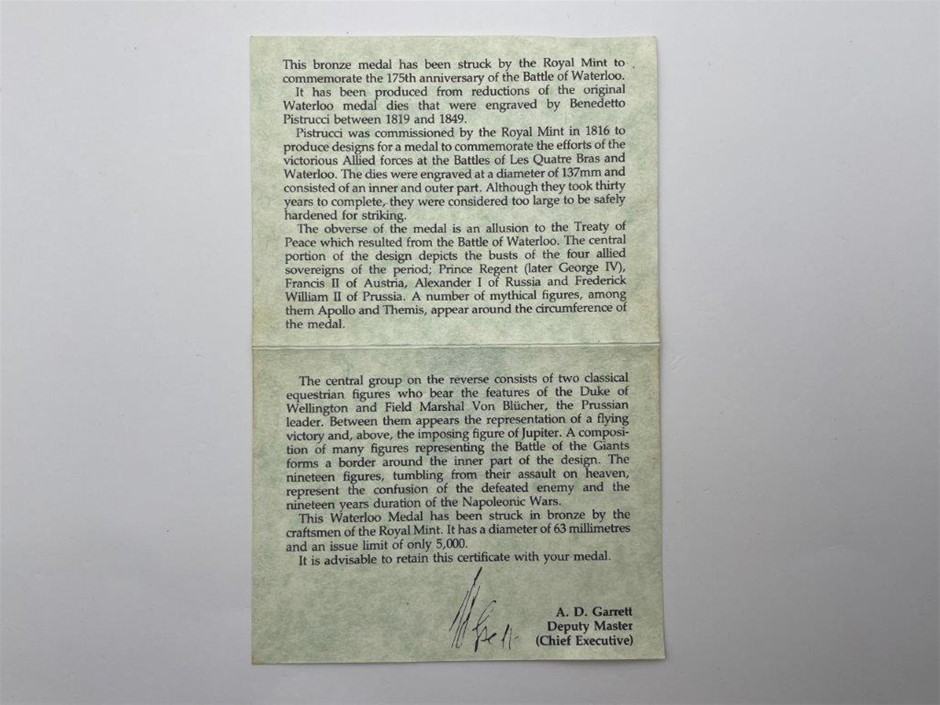 This bronze medal has been struck by the Royal Mint to
commemorate the 175th anniversary of the Battle of Waterloo.
It has been produced from reductions of the original
Waterloo medal dies that were engraved by Benedetto
Pistrucci between 1819 and 1849.
Pistrucci was commissioned by the Royal Mint in 1816 to
produce designs for a medal to commemorate the efforts of the
victorious Allied forces at the Battles of Les Quatre Bras and
Waterloo. The dies were engraved at a diameter of 137mm and
consisted of an inner and outer part. Although they took thirty
years to complete, they were considered too large to be safely
hardened for striking.
The obverse of the medal is an allusion to the Treaty of
Peace which resulted from the Battle of Waterloo. The central
portion of the design depicts the busts of the four allied
sovereigns of the period; Prince Regent (later George IV),
Francis II of Austria, Alexander I of Russia and Frederick
William II of Prussia. A number of mythical figures, among
them Apollo and Themis, appear around the circumference of
the medal.
The central group on the reverse consists of two classical
equestrian figures who bear the features of the Duke of
Wellington and Field Marshal Von Blücher, the Prussian
leader. Between them appears the representation of a flying
victory and, above, the imposing figure of Jupiter. A composi-
tion of many figures representing the Battle of the Giants
forms a border around the inner part of the design. The
nineteen figures, tumbling from their assault on heaven,
represent the confusion of the defeated enemy and the
nineteen years duration of the Napoleonic Wars.
This Waterloo Medal has been struck in bronze by the
craftsmen of the Royal Mint. It has a diameter of 63 millimetres
and an issue limit of only 5,000.
It is advisable to retain this certificate with your medal.
A. D. Garrett
Deputy Master
(Chief Executive)